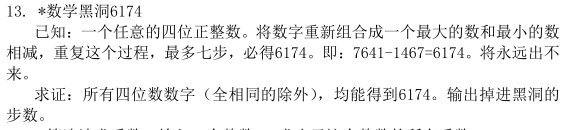 13. *数学黑洞6174
已知：一个任意的四位正整数。将数字重新组合成一个最大的数和最小的数
相减，重复这个过程，最多七步，必得6174。即：7641-1467=6174。将永远出不
来。
求证：所有四位数数字（全相同的除外），均能得到6174。输出掉进黑洞的
步数。